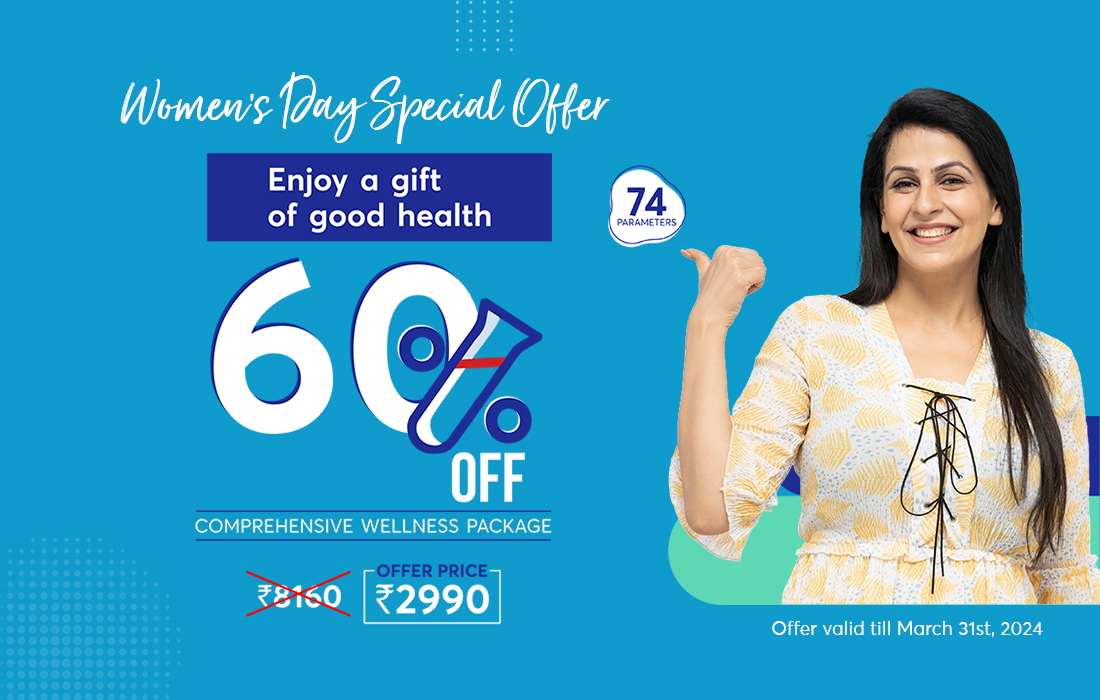 Women's Day Special Offer
Enjoy a gift
of good health
74
PARAMETERS
60%
OFF
COMPREHENSIVE WELLNESS PACKAGE
₹8160
OFFER PRICE
₹2990
Offer valid till March 31st, 2024